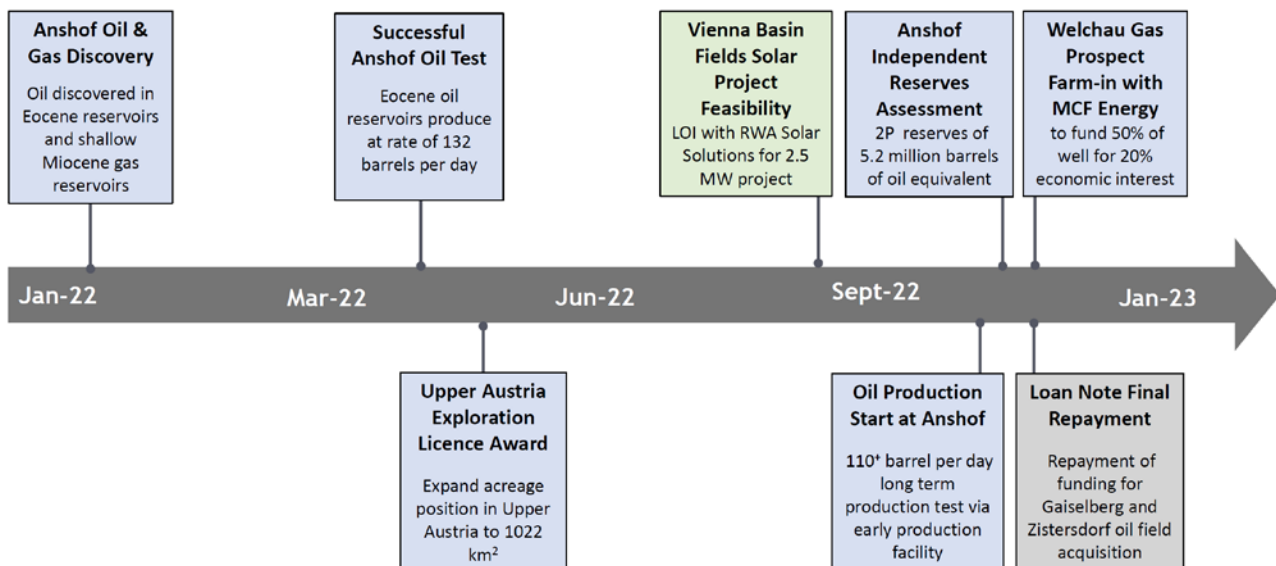 Anshof Oil &
Gas Discovery
Oil discovered in
Eocene reservoirs
and shallow
Miocene gas
reservoirs
Successful
Anshof Oil Test
Eocene oil
reservoirs produce
at rate of 132
barrels per day
Vienna Basin
Fields Solar
Project
Feasibility
LOI with RWA Solar
Solutions for 2.5
MW project
Anshof
Independent
Reserves
Assessment
2P reserves of
5.2 million barrels
of oil equivalent
Welchau Gas
Prospect
Farm-in with
MCF Energy
to fund 50% of
well for 20%
economic interest
Jan-22
Mar-22
Jun-22
Sept-22
Jan-23
Upper Austria
Exploration
Licence Award
Expand acreage
position in Upper
Austria to 1022
km²
Oil Production
Start at Anshof
110⁺ barrel per day
long term
production test via
early production
facility
Loan Note Final
Repayment
Repayment of
funding for
Gaiselberg and
Zistersdorf oil field
acquisition